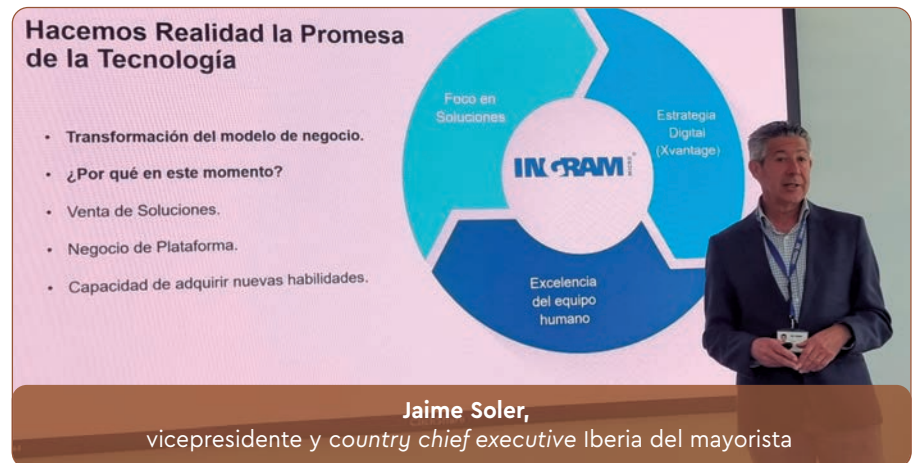 Hacemos Realidad la Promesa
de la Tecnología
• Transformación del modelo de negocio.
• ¿Por qué en este momento?
• Venta de Soluciones.
• Negocio de Plataforma.
• Capacidad de adquirir nuevas habilidades.
Foco en
Soluciones
Estrategia
Digital
(Xvantage)
INGRAM
Excelencia
del equipo
humano
Jaime Soler,
vicepresidente y country chief executive Iberia del mayorista